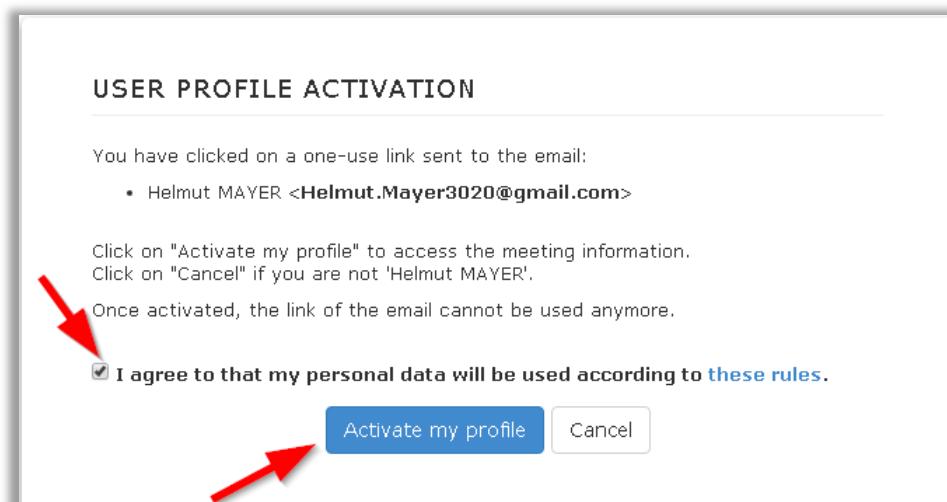 USER PROFILE ACTIVATION
You have clicked on a one-use link sent to the email:
• Helmut MAYER <Helmut.Mayer3020@gmail.com>
Click on "Activate my profile" to access the meeting information.
Click on "Cancel" if you are not 'Helmut MAYER'.
Once activated, the link of the email cannot be used anymore.
I agree to that my personal data will be used according to these rules.
Activate my profile Cancel